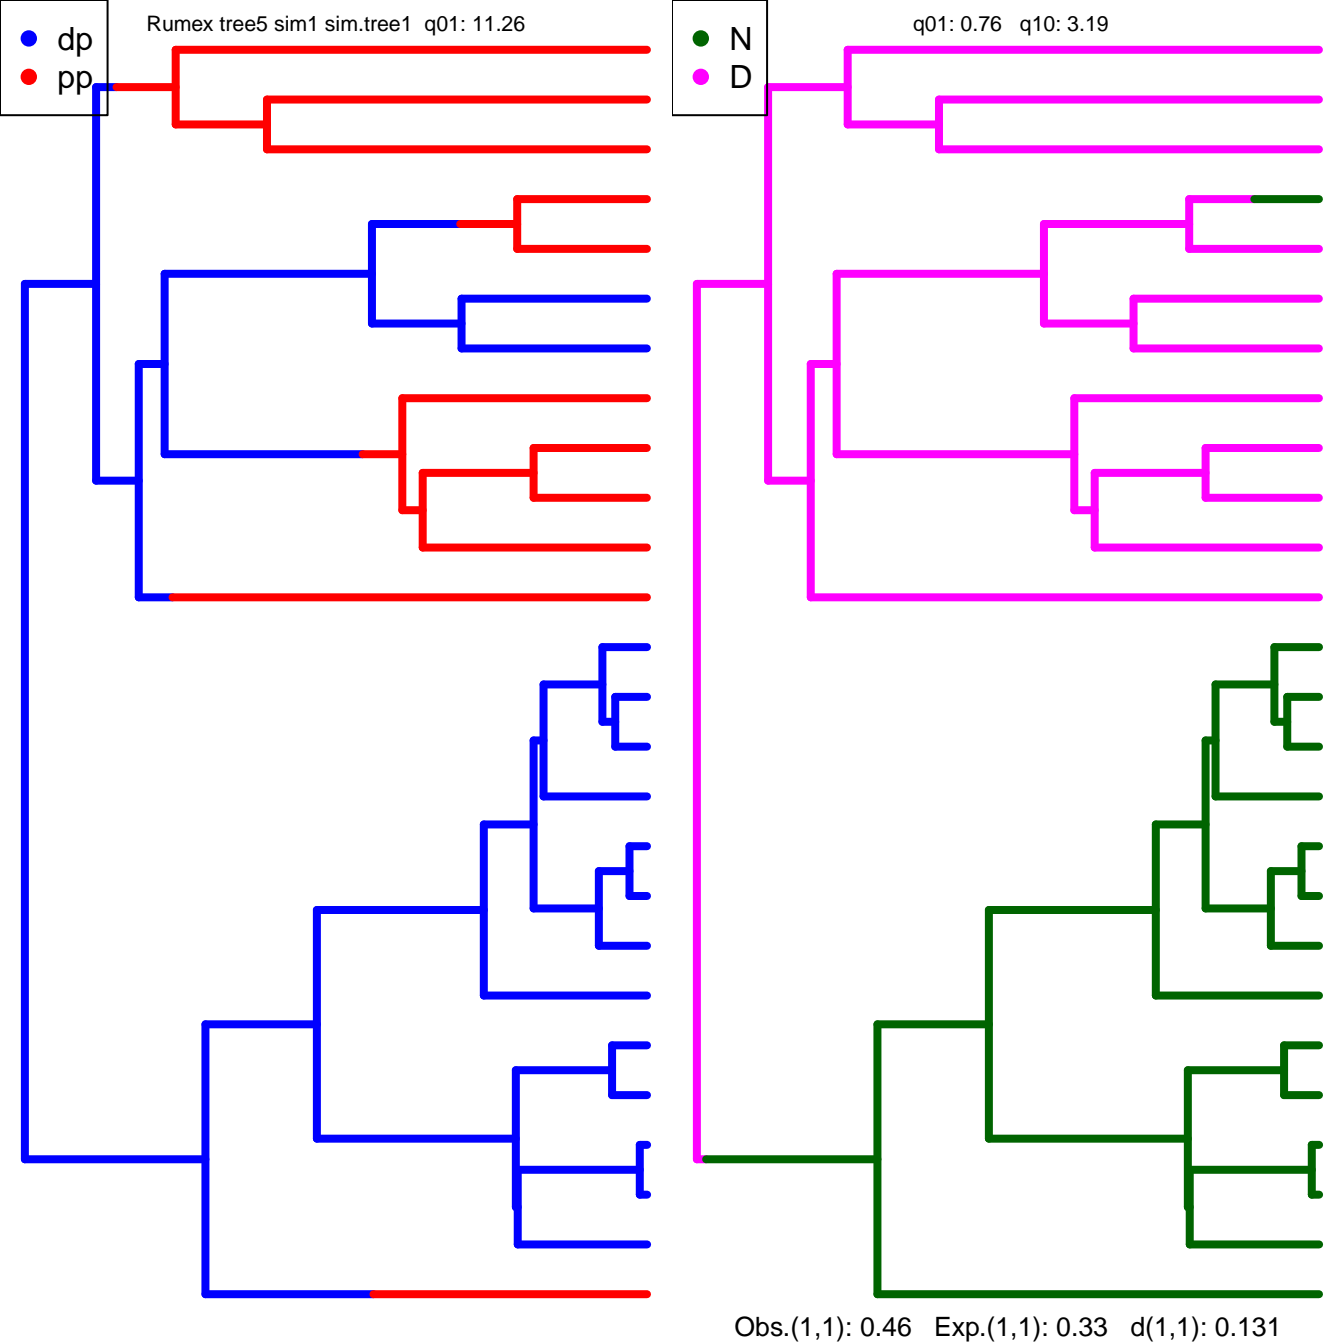 Rumex tree5 sim1 sim.tree1 q01: 11.26
dp
pp
q01: 0.76 q10: 3.19
N
D
Obs.(1,1): 0.46 Exp.(1,1): 0.33 d(1,1): 0.131